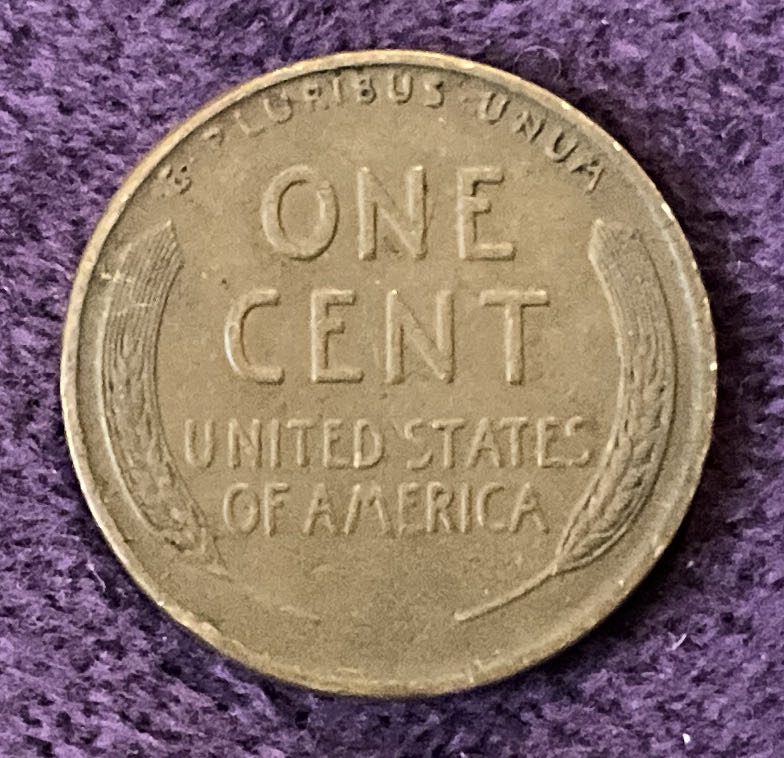 E PLURIBUS · UNUM
ONE
CENT
UNITED STATES
OF AMERICA